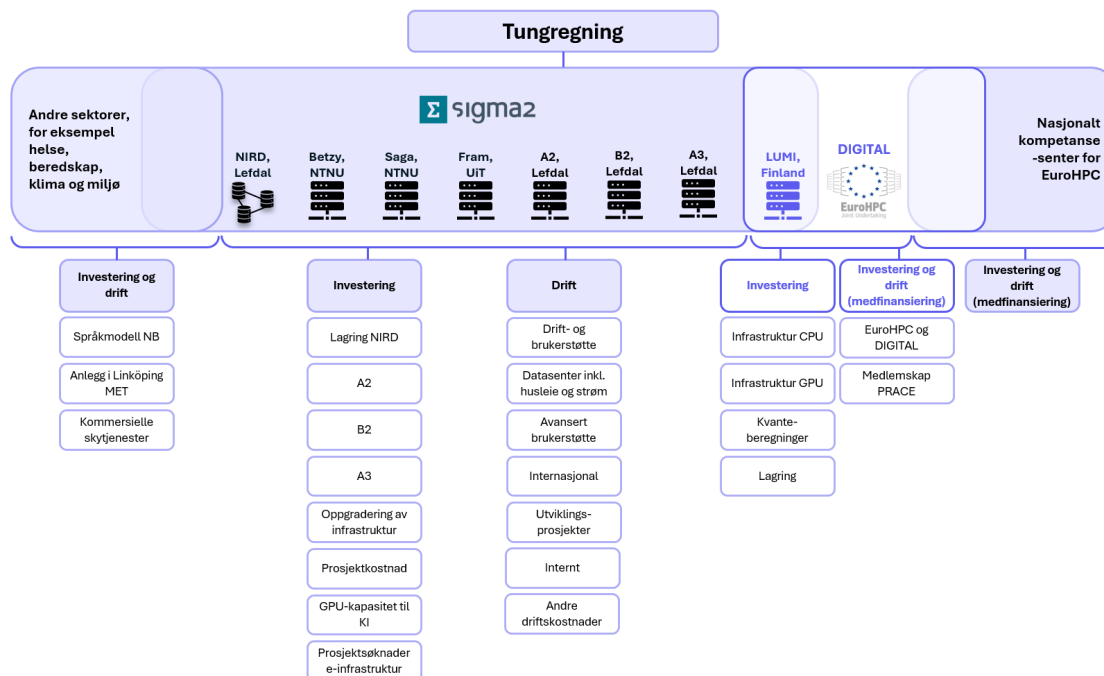 Tungregning
Andre sektorer,
for eksempel
helse,
beredskap,
klima og miljø
Σ sigma2
NIRD,
Lefdal
Betzy,
NTNU
Saga,
NTNU
Fram,
UiT
A2,
Lefdal
B2,
Lefdal
A3,
Lefdal
LUMI,
Finland
DIGITAL
EuroHPC
Joint Undertaking
Nasjonalt
kompetanse
-senter for
EuroHPC
Investering og
drift
Språkmodell NB
Anlegg i Linköping
MET
Kommersielle
skytjenester
Investering
Lagring NIRD
A2
B2
A3
Oppgradering av
infrastruktur
Prosjektkostnad
GPU-kapasitet til
KI
Prosjektsøknader
e-infrastruktur
Drift
Drift- og
brukerstøtte
Datasenter inkl.
husleie og strøm
Avansert
brukerstøtte
Internasjonal
Utviklings-
prosjekter
Internt
Andre
driftskostnader
Investering
Infrastruktur CPU
Infrastruktur GPU
Kvante-
beregninger
Lagring
Investering og
drift
(medfinansiering)
EuroHPC og
DIGITAL
Medlemskap
PRACE
Investering og
drift
(medfinansiering)